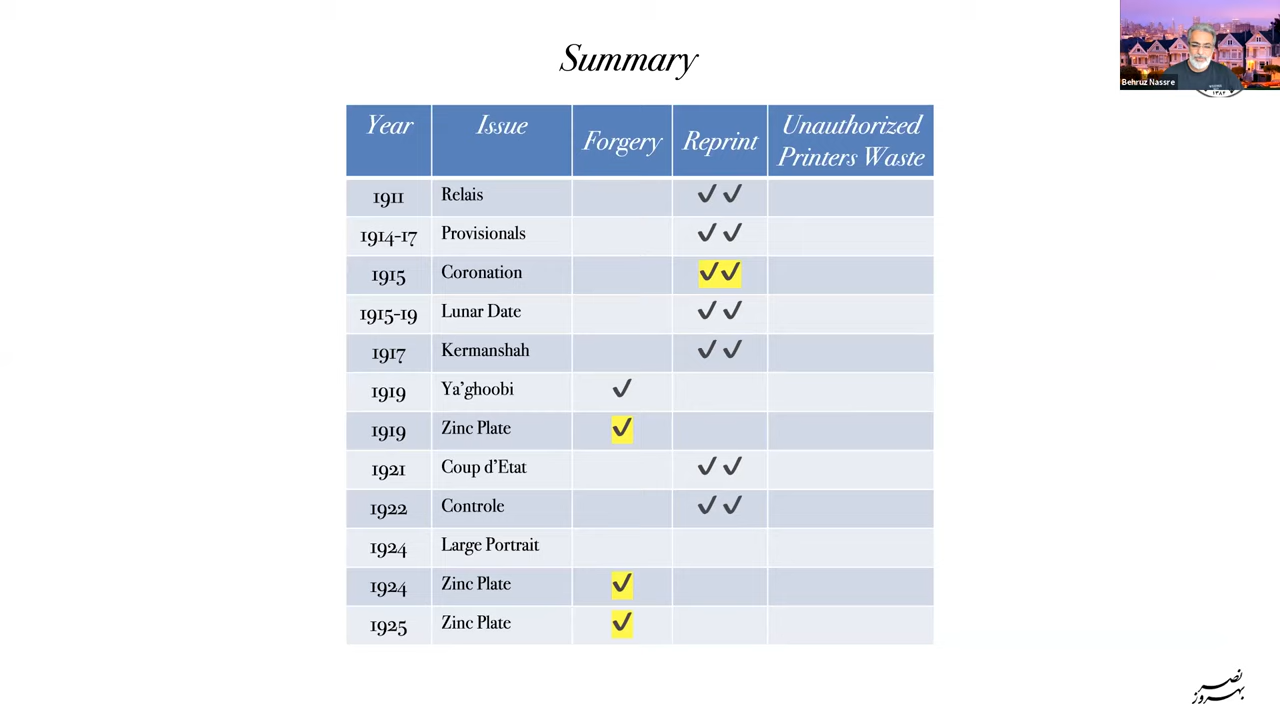 Summary
Behruz Nassre
Year Issue Forgery Reprint Unauthorized Printers Waste
1911 Relais ✓✓
1914-17 Provisionals ✓✓
1915 Coronation ✓✓
1915-19 Lunar Date ✓✓
1917 Kermanshah ✓✓
1919 Ya’ghoobi ✓
1919 Zinc Plate ✓
1921 Coup d’Etat ✓✓
1922 Controle ✓✓
1924 Large Portrait
1924 Zinc Plate ✓
1925 Zinc Plate ✓
نصر
بهروز